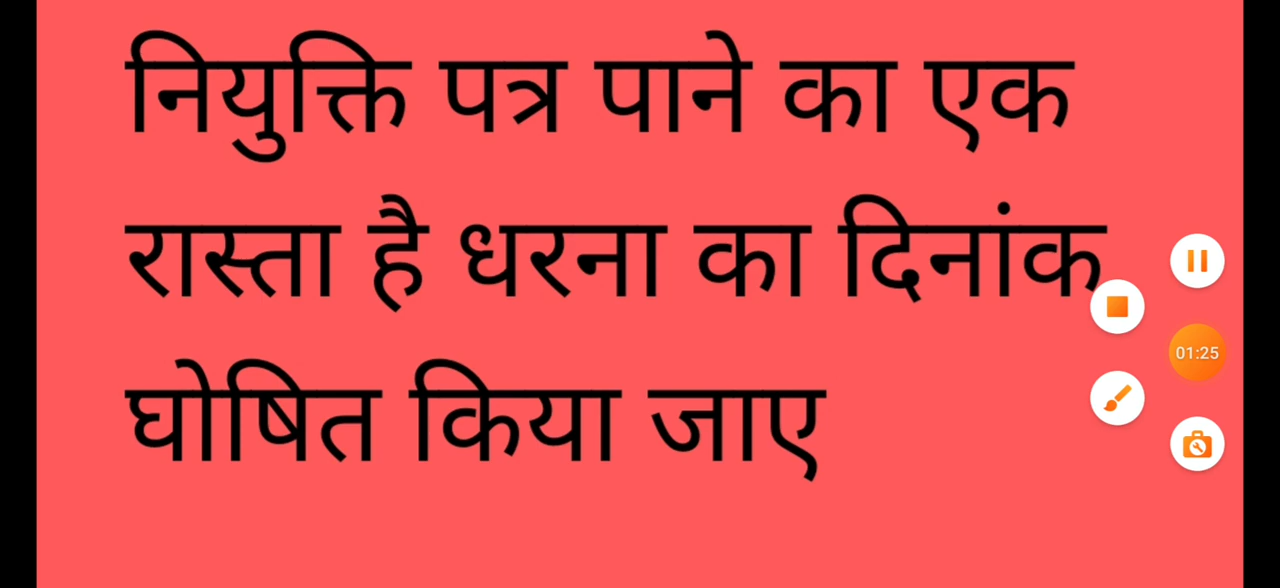 नियुक्ति पत्र पाने का एक
रास्ता है धरना का दिनांक
घोषित किया जाए
01:25